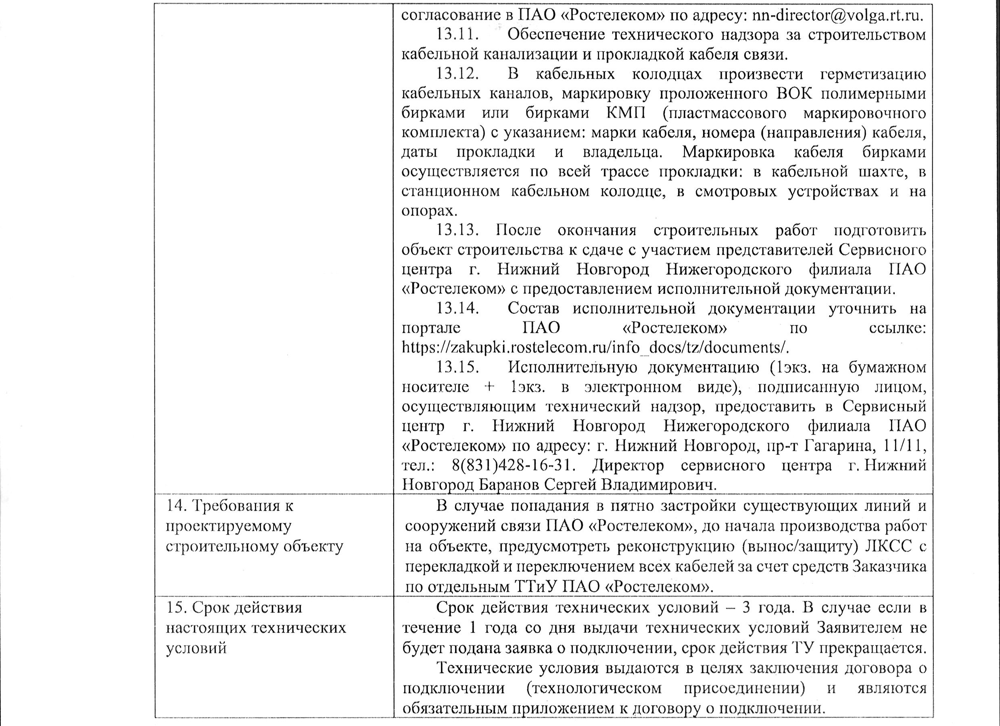 согласование в ПАО «Ростелеком» по адресу: nn-director@volga.rt.ru.
13.11. Обеспечение технического надзора за строительством
кабельной канализации и прокладкой кабеля связи.
13.12. В кабельных колодцах произвести герметизацию
кабельных каналов, маркировку проложенного ВОК полимерными
бирками или бирками КМП (пластмассового маркировочного
комплекта) с указанием: марки кабеля, номера (направления) кабеля,
даты прокладки и владельца. Маркировка кабеля бирками
осуществляется по всей трассе прокладки: в кабельной шахте, в
станционном кабельном колодце, в смотровых устройствах и на
опорах.
13.13. После окончания строительных работ подготовить
объект строительства к сдаче с участием представителей Сервисного
центра г. Нижний Новгород Нижегородского филиала ПАО
«Ростелеком» с предоставлением исполнительной документации.
13.14. Состав исполнительной документации уточнить на
портале ПАО «Ростелеком» по ссылке:
https://zakupki.rostelecom.ru/info_docs/tz/documents/.
13.15. Исполнительную документацию (1экз. на бумажном
носителе + 1экз. в электронном виде), подписанную лицом,
осуществляющим технический надзор, предоставить в Сервисный
центр г. Нижний Новгород Нижегородского филиала ПАО
«Ростелеком» по адресу: г. Нижний Новгород, пр-т Гагарина, 11/11,
тел.: 8(831)428-16-31. Директор сервисного центра г. Нижний
Новгород Баранов Сергей Владимирович.
14. Требования к
проектируемому
строительному объекту
В случае попадания в пятно застройки существующих линий и
сооружений связи ПАО «Ростелеком», до начала производства работ
на объекте, предусмотреть реконструкцию (вынос/защиту) ЛКСС с
перекладкой и переключением всех кабелей за счет средств Заказчика
по отдельным ТТиУ ПАО «Ростелеком».
15. Срок действия
настоящих технических
условий
Срок действия технических условий – 3 года. В случае если в
течение 1 года со дня выдачи технических условий Заявителем не
будет подана заявка о подключении, срок действия ТУ прекращается.
Технические условия выдаются в целях заключения договора о
подключении (технологическом присоединении) и являются
обязательным приложением к договору о подключении.